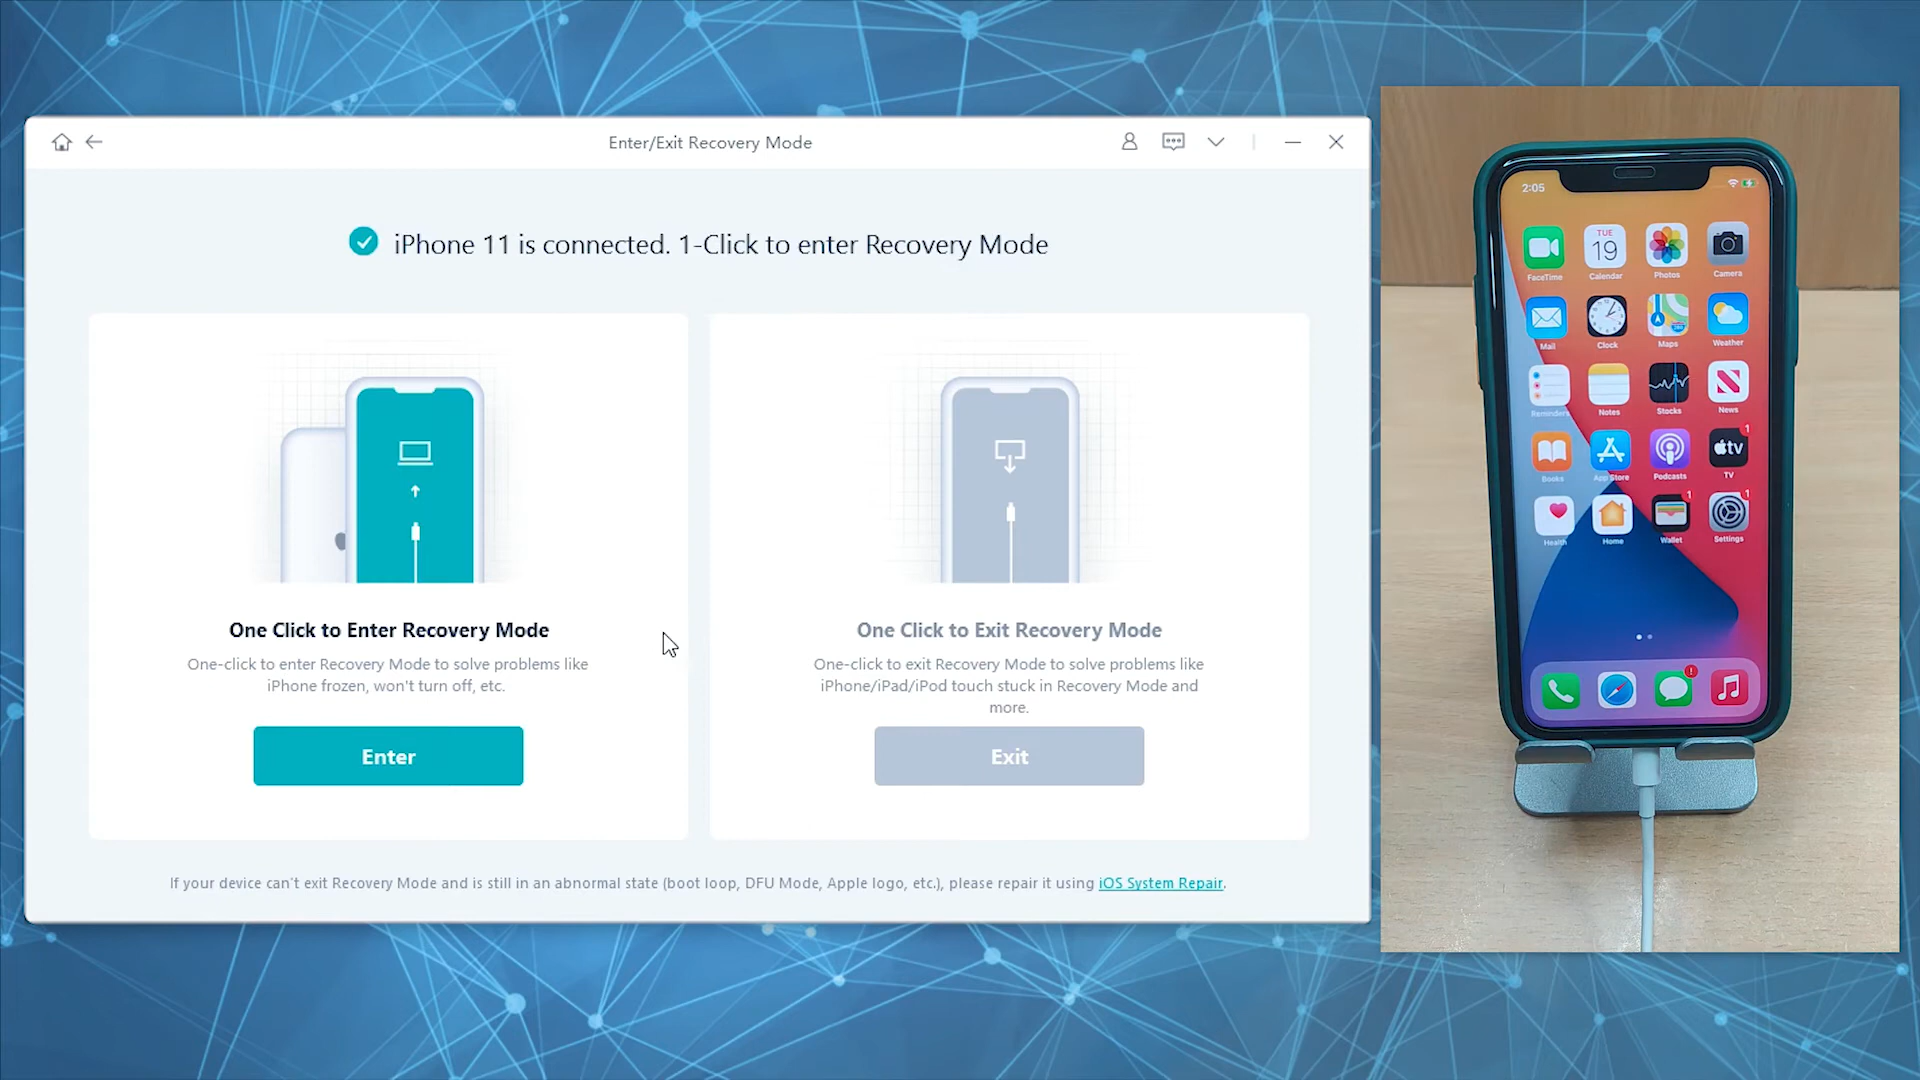 Enter/Exit Recovery Mode
iPhone 11 is connected. 1-Click to enter Recovery Mode
One Click to Enter Recovery Mode
One-click to enter Recovery Mode to solve problems like
iPhone frozen, won't turn off, etc.
Enter
One Click to Exit Recovery Mode
One-click to exit Recovery Mode to solve problems like
iPhone/iPad/iPod touch stuck in Recovery Mode and
more.
Exit
If your device can't exit Recovery Mode and is still in an abnormal state (boot loop, DFU Mode, Apple logo, etc.), please repair it using iOS System Repair.
2:05
TUE
19
FaceTime Calendar Photos Camera
Mail Clock Maps Weather
Reminders Notes Stocks News
1
tv
Books App Store Podcasts TV
1 1
Health Home Wallet Settings
!